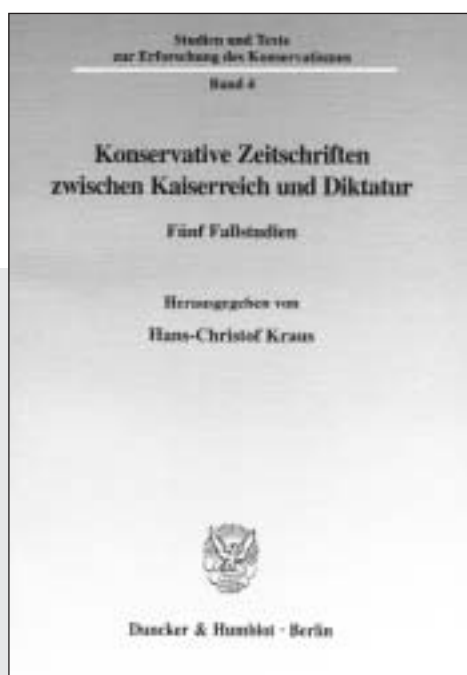 Studien und Texte
zur Erforschung des Konservatismus
Band 4
Konservative Zeitschriften
zwischen Kaiserreich und Diktatur
Fünf Fallstudien
Herausgegeben von
Hans-Christof Kraus
Duncker & Humblot · Berlin